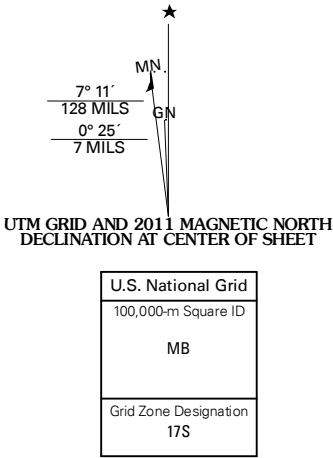 ★
MN
7° 11´
128 MILS
GN
0° 25´
7 MILS
UTM GRID AND 2011 MAGNETIC NORTH
DECLINATION AT CENTER OF SHEET
U.S. National Grid
100,000-m Square ID
MB
Grid Zone Designation
17S